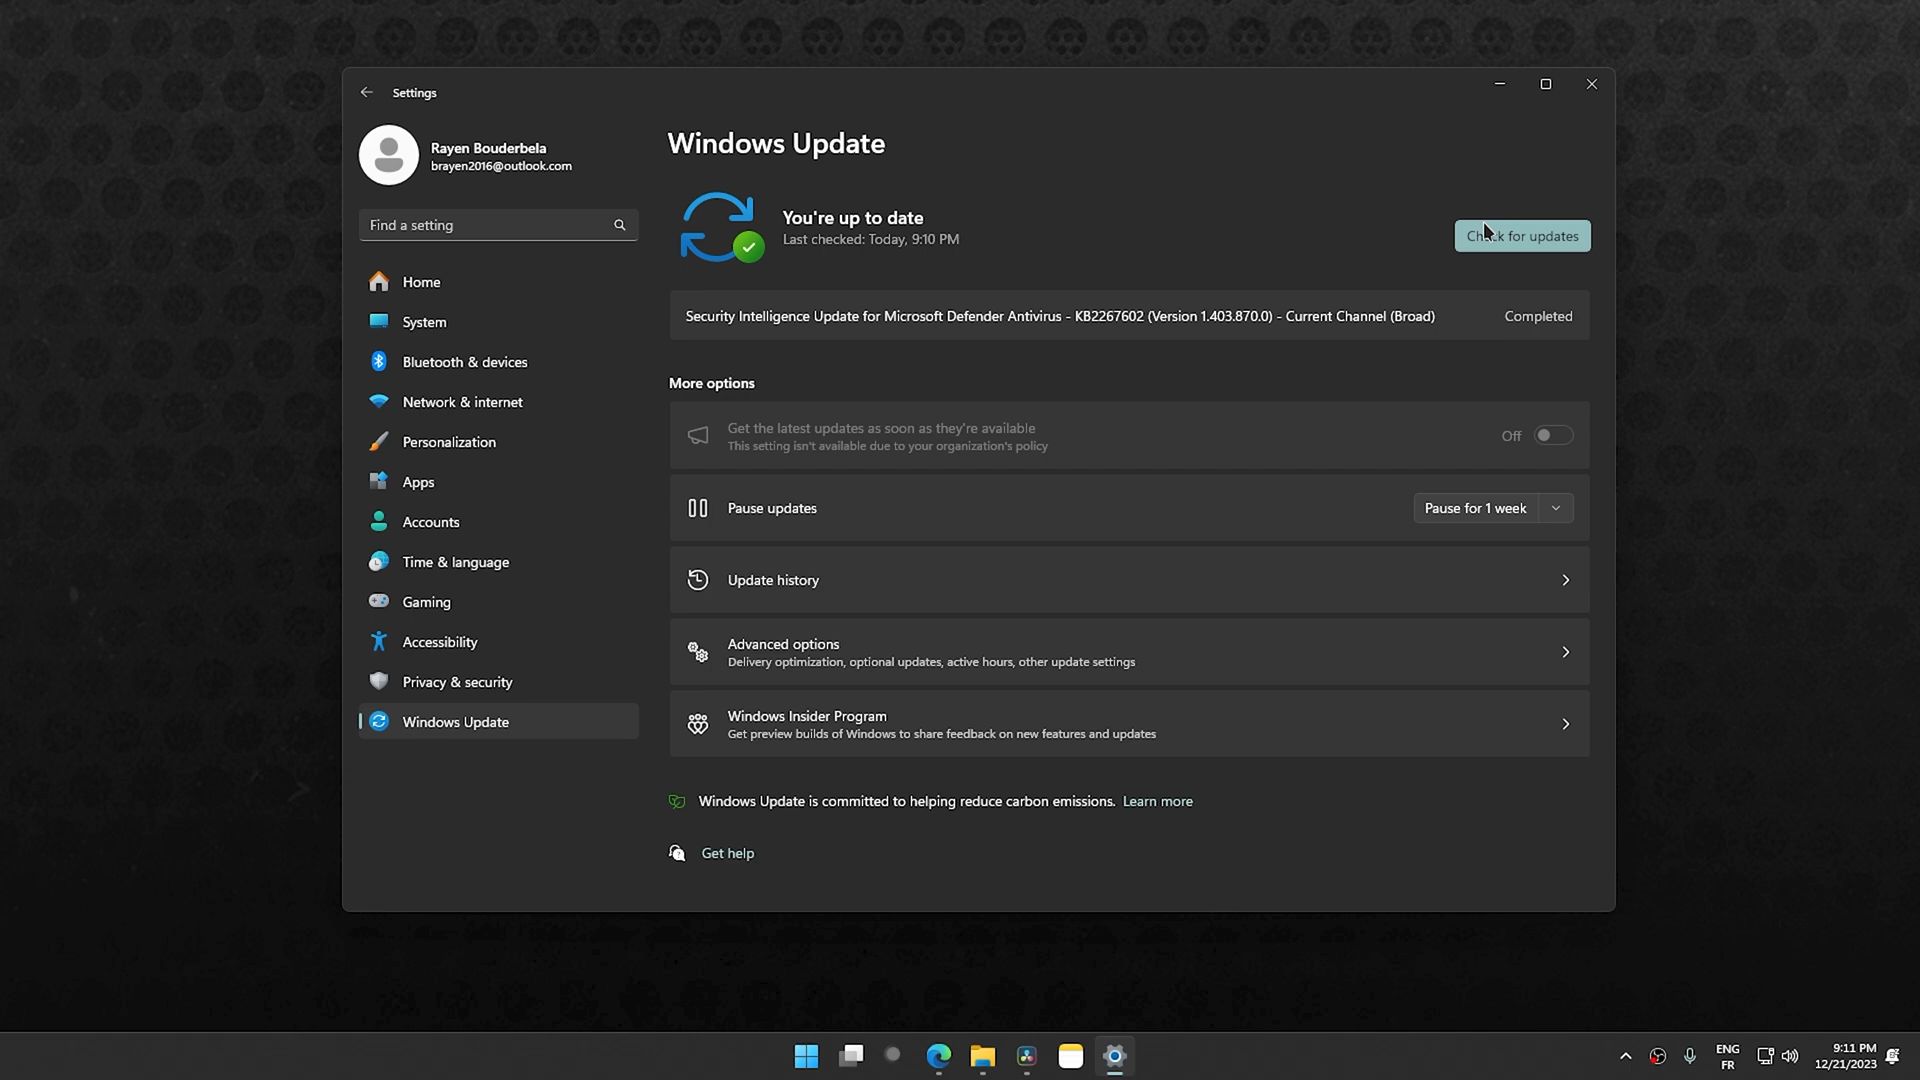 Settings
Rayen Bouderbela
brayen2016@outlook.com
Find a setting
Home
System
Bluetooth & devices
Network & internet
Personalization
Apps
Accounts
Time & language
Gaming
Accessibility
Privacy & security
Windows Update
Windows Update
You're up to date
Last checked: Today, 9:10 PM
Check for updates
Security Intelligence Update for Microsoft Defender Antivirus - KB2267602 (Version 1.403.870.0) - Current Channel (Broad)
Completed
More options
Get the latest updates as soon as they're available
This setting isn't available due to your organization's policy
Off
Pause updates
Pause for 1 week
Update history
Advanced options
Delivery optimization, optional updates, active hours, other update settings
Windows Insider Program
Get preview builds of Windows to share feedback on new features and updates
Windows Update is committed to helping reduce carbon emissions. Learn more
Get help
ENG
FR
9:11 PM
12/21/2023